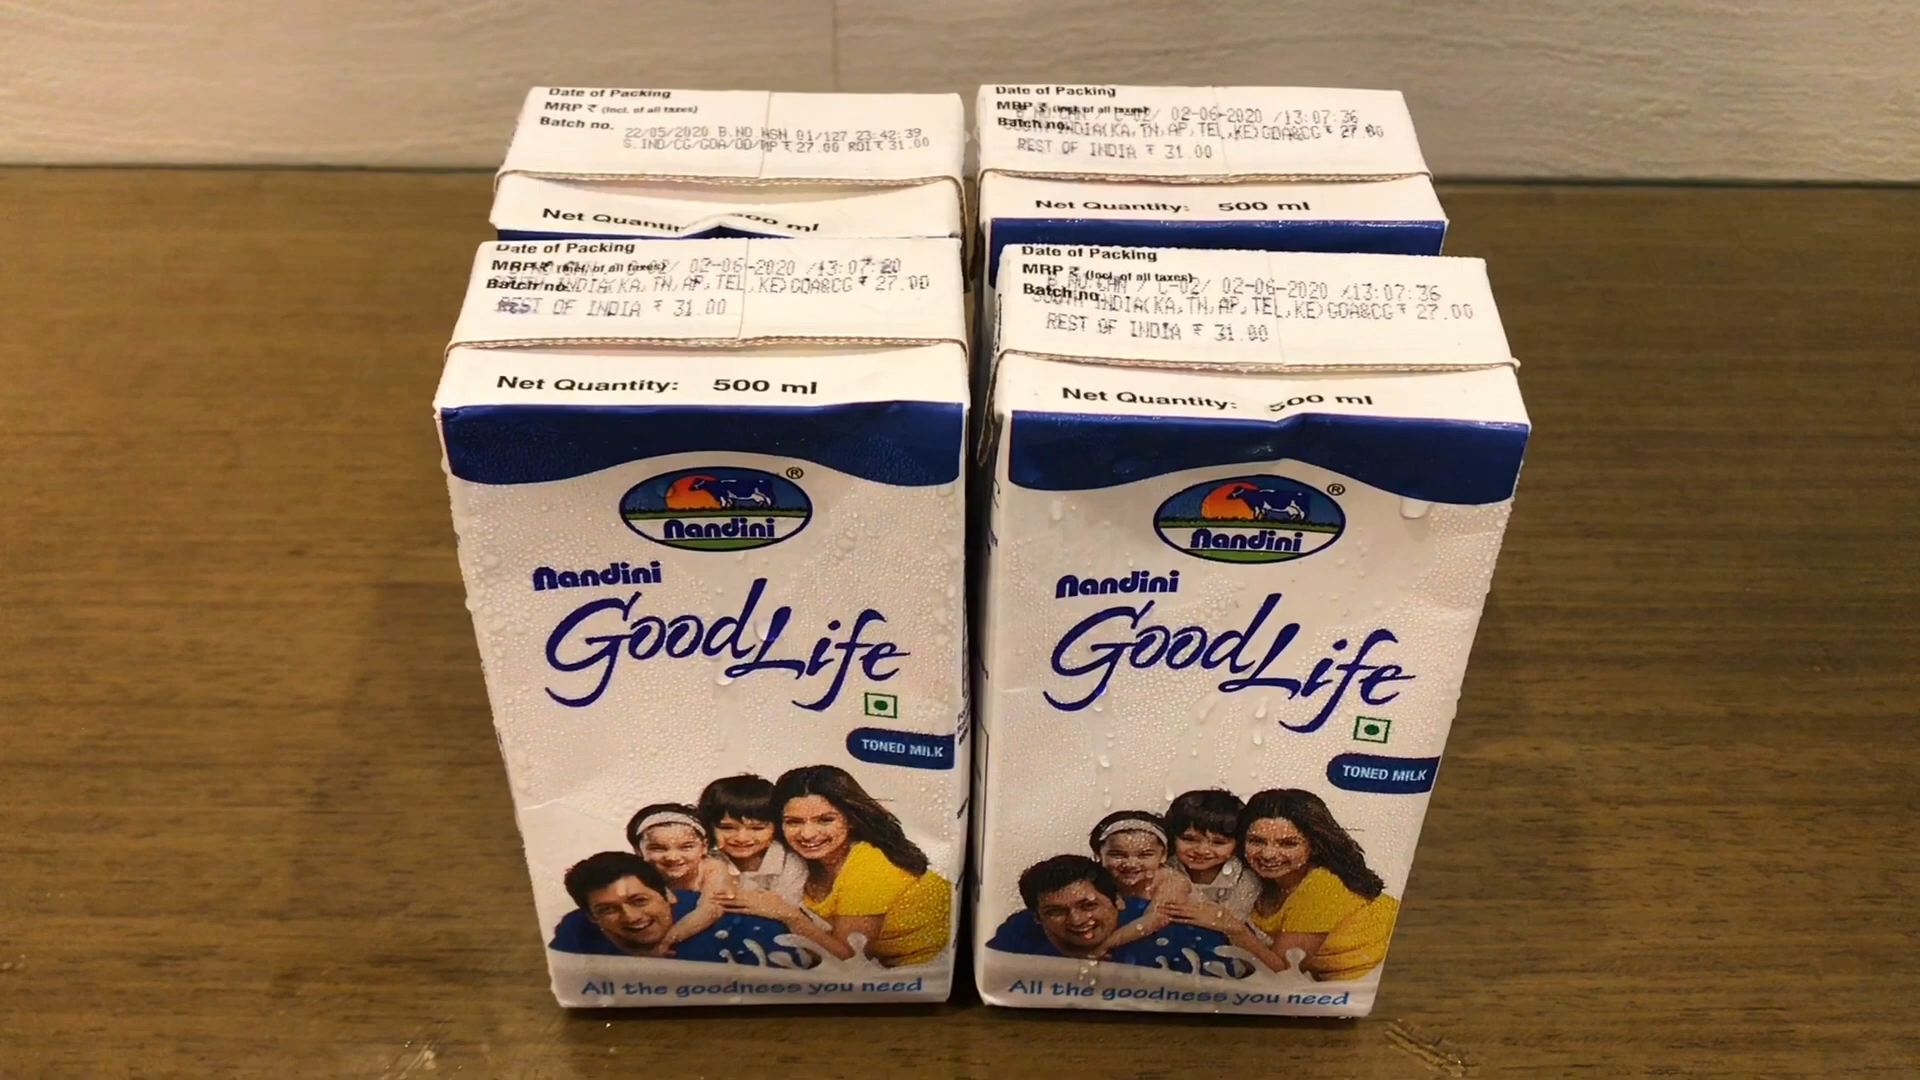 Date of Packing
MRP ₹ (Incl. of all taxes)
Batch no.
22/05/2020 B.NO.HSN 01/127 23:42:39
S.IND/CG/GOA/OD/MP ₹ 27.00 ROI ₹ 31.00
Net Quantity
ml
Date of Packing
MRP ₹ (Incl. of all taxes)
Batch no.
02-06-2020 /13:07:36
INDIA(KA,TN,AP,TEL,KE)GOA&CG ₹ 27.00
REST OF INDIA ₹ 31.00
Net Quantity: 500 ml
Date of Packing
MRP ₹ (Incl. of all taxes)
Batch no.
C-02/ 02-06-2020 /13:07:20
INDIA(KA,TN,AP,TEL,KE)GOA&CG ₹ 27.00
REST OF INDIA ₹ 31.00
Net Quantity: 500 ml
Nandini
®
Nandini
GoodLife
TONED MILK
All the goodness you need
Date of Packing
MRP ₹ (Incl. of all taxes)
Batch no.
C-02/ 02-06-2020 /13:07:36
INDIA(KA,TN,AP,TEL,KE)GOA&CG ₹ 27.00
REST OF INDIA ₹ 31.00
Net Quantity: 500 ml
Nandini
®
Nandini
GoodLife
TONED MILK
All the goodness you need